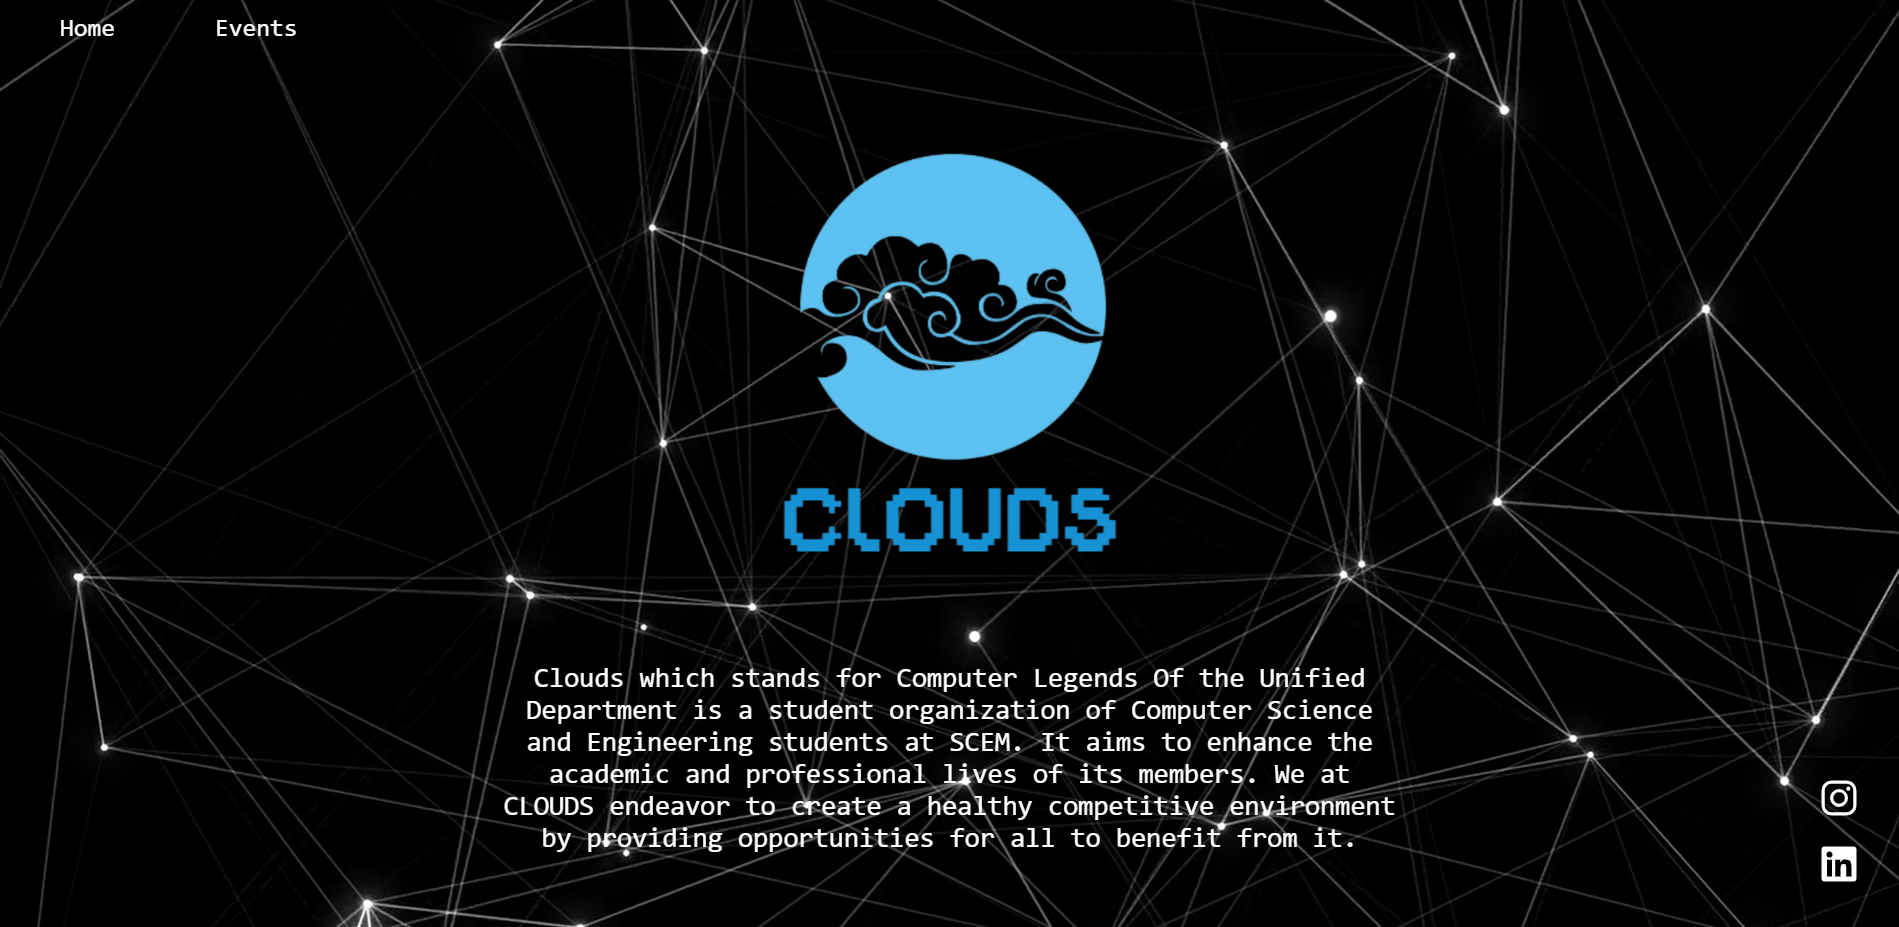 Home Events
CLOUDS
Clouds which stands for Computer Legends Of the Unified
Department is a student organization of Computer Science
and Engineering students at SCEM. It aims to enhance the
academic and professional lives of its members. We at
CLOUDS endeavor to create a healthy competitive environment
by providing opportunities for all to benefit from it.
in